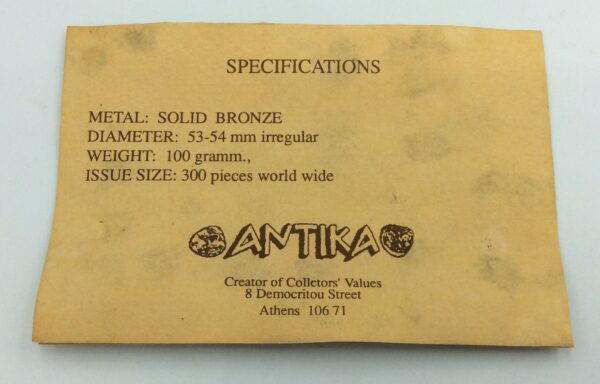 SPECIFICATIONS
METAL: SOLID BRONZE
DIAMETER: 53-54 mm irregular
WEIGHT: 100 gramm.,
ISSUE SIZE: 300 pieces world wide
ANTIKA
Creator of Colletors' Values
8 Democritou Street
Athens 106 71